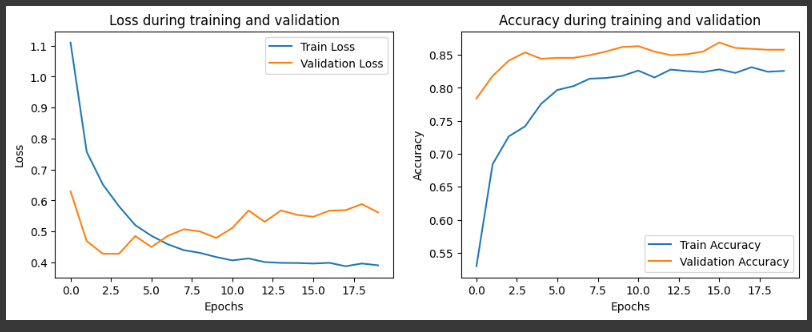 Loss during training and validation
1.1
1.0
0.9
0.8
0.7
0.6
0.5
0.4
Loss
Train Loss
Validation Loss
0.0 2.5 5.0 7.5 10.0 12.5 15.0 17.5
Epochs
Accuracy during training and validation
0.85
0.80
0.75
0.70
0.65
0.60
0.55
Accuracy
Train Accuracy
Validation Accuracy
0.0 2.5 5.0 7.5 10.0 12.5 15.0 17.5
Epochs